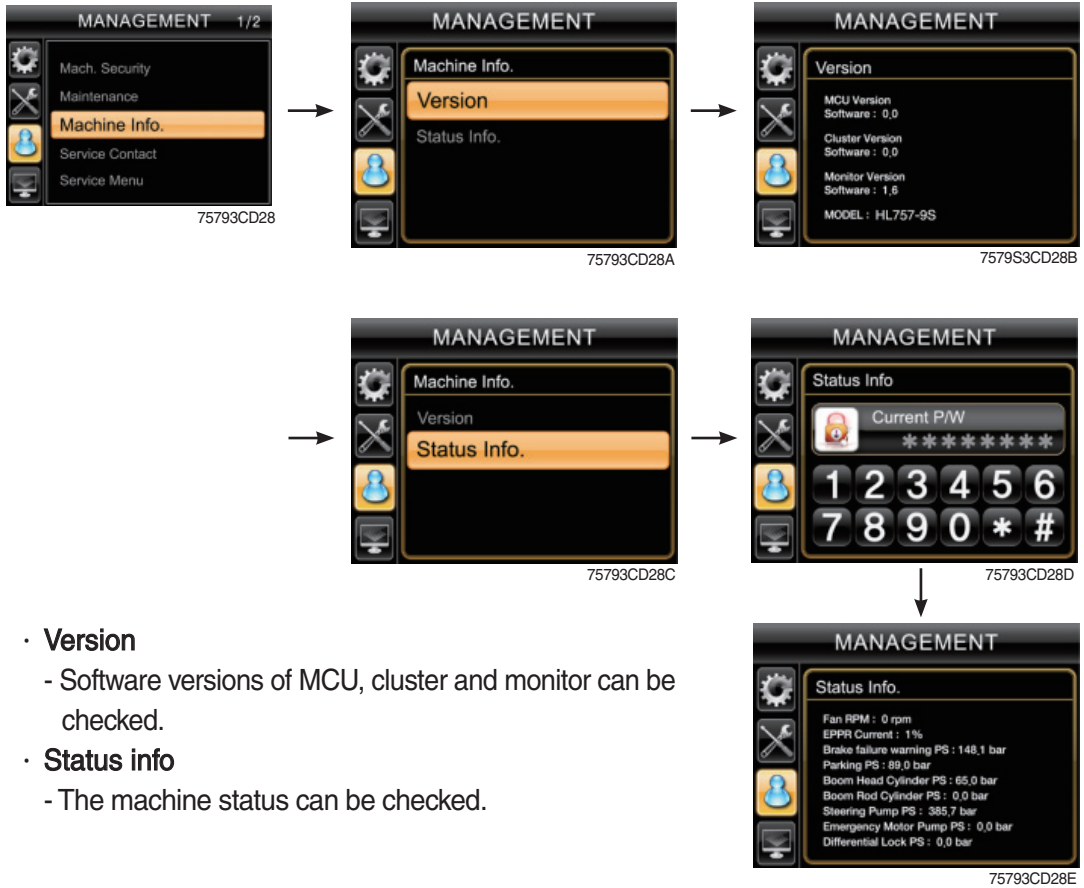 MANAGEMENT 1/2
Mach. Security
Maintenance
Machine Info.
Service Contact
Service Menu
75793CD28
MANAGEMENT
Machine Info.
Version
Status Info.
75793CD28A
MANAGEMENT
Version
MCU Version
Software : 0,0
Cluster Version
Software : 0,0
Monitor Version
Software : 1,6
MODEL : HL757-9S
7579S3CD28B
MANAGEMENT
Machine Info.
Version
Status Info.
75793CD28C
MANAGEMENT
Status Info
Current P/W
********
1 2 3 4 5 6
7 8 9 0 * #
75793CD28D
· Version
- Software versions of MCU, cluster and monitor can be
checked.
· Status info
- The machine status can be checked.
MANAGEMENT
Status Info.
Fan RPM : 0 rpm
EPPR Current : 1%
Brake failure warning PS : 148,1 bar
Parking PS : 89,0 bar
Boom Head Cylinder PS : 65,0 bar
Boom Rod Cylinder PS : 0,0 bar
Steering Pump PS : 385,7 bar
Emergency Motor Pump PS : 0,0 bar
Differential Lock PS : 0,0 bar
75793CD28E